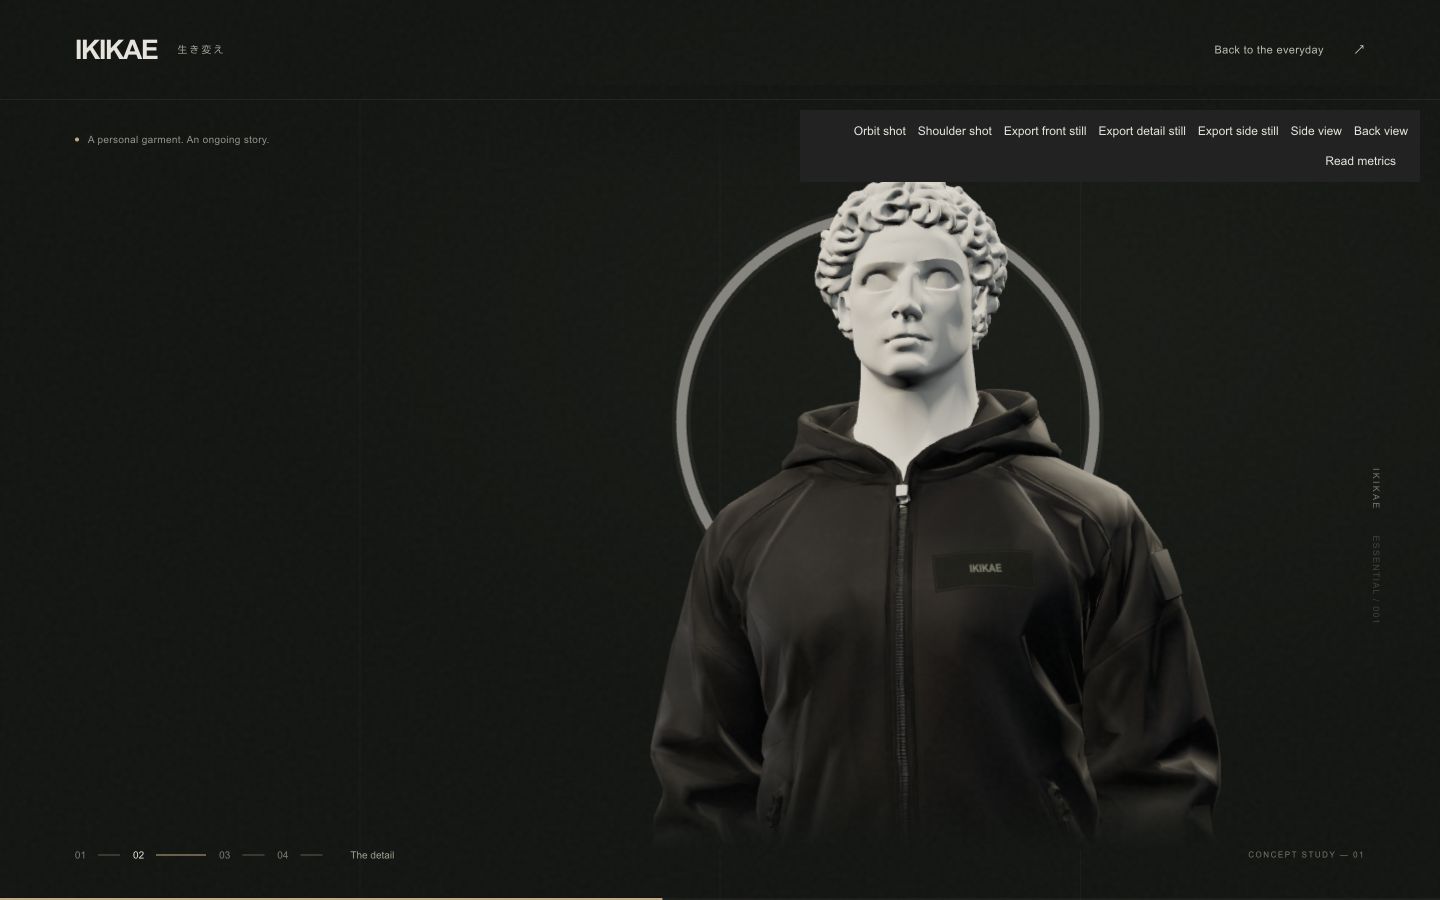 IKIKAE 生き変え
Back to the everyday ↗
A personal garment. An ongoing story.
Orbit shot Shoulder shot Export front still Export detail still Export side still Side view Back view
Read metrics
IKIKAE
IKIKAE ESSENTIAL / 001
01 02 03 04 The detail
CONCEPT STUDY — 01